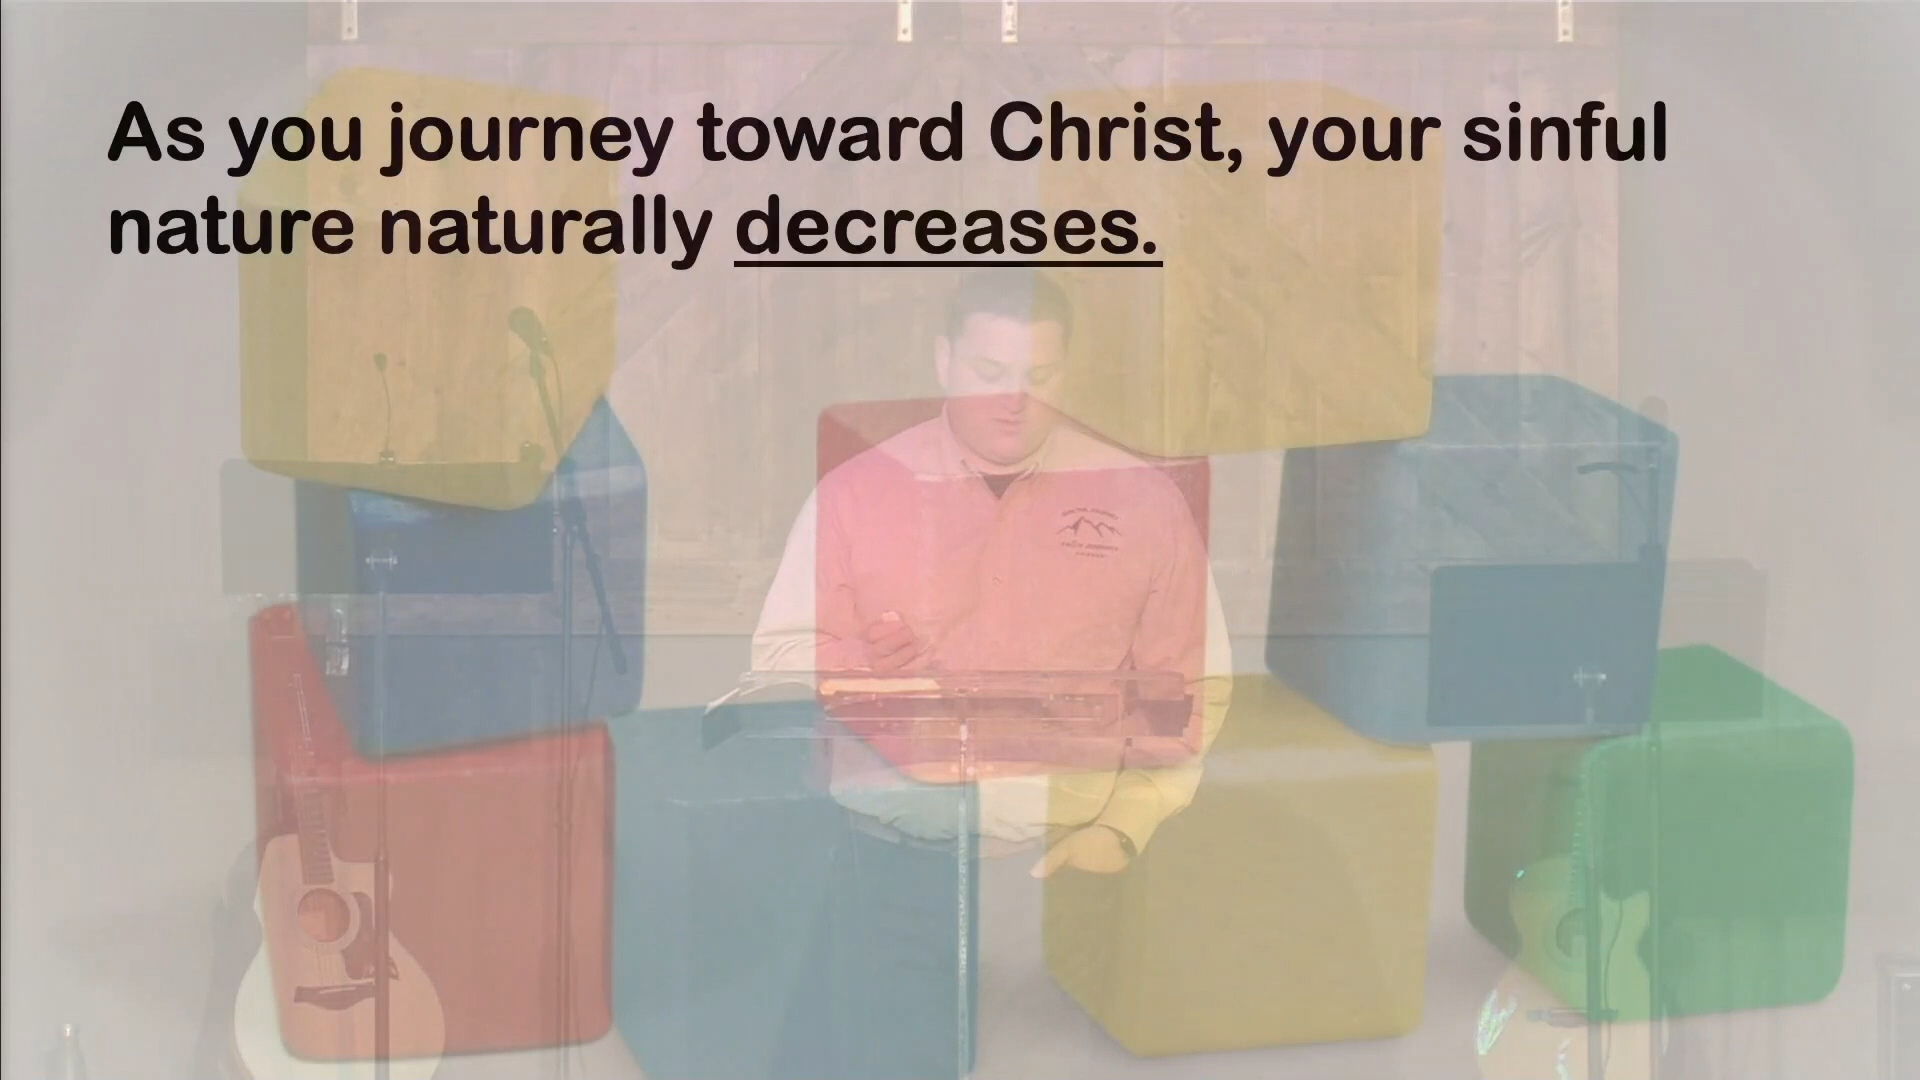 As you journey toward Christ, your sinful
nature naturally decreases.